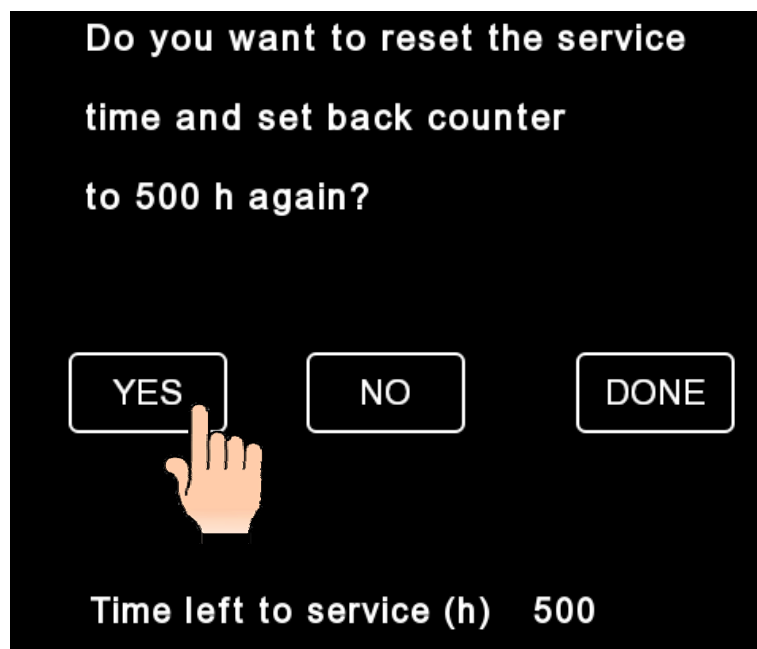 Do you want to reset the service
time and set back counter
to 500 h again?
YES NO DONE
Time left to service (h) 500